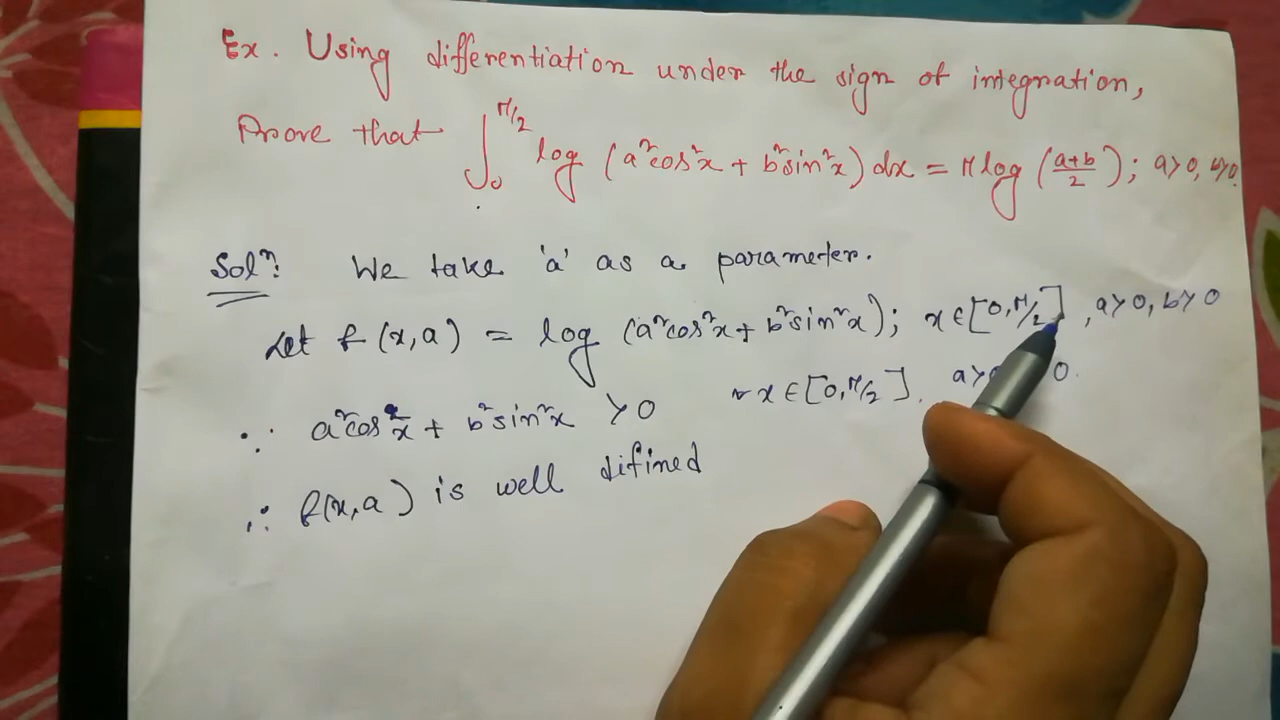 Ex. Using differentiation under the sign of integration,
Prove that ∫₀^{π/2} log (a²cos²x + b²sin²x) dx = π log (a+b/2); a>0, b>0.
Solⁿ: We take 'a' as a parameter.
Let f(x,a) = log (a²cos²x + b²sin²x); x∈[0,π/2], a>0, b>0
∵ a²cos²x + b²sin²x >0 ∀ x∈[0,π/2], a> 0.
∴ f(x,a) is well difined